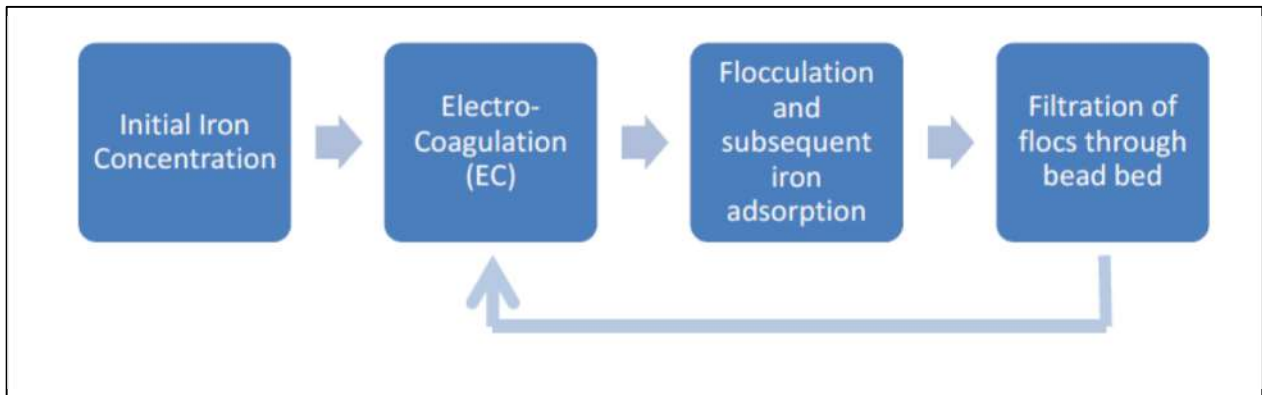 Initial Iron
Concentration
Electro-
Coagulation
(EC)
Flocculation
and
subsequent
iron
adsorption
Filtration of
flocs through
bead bed